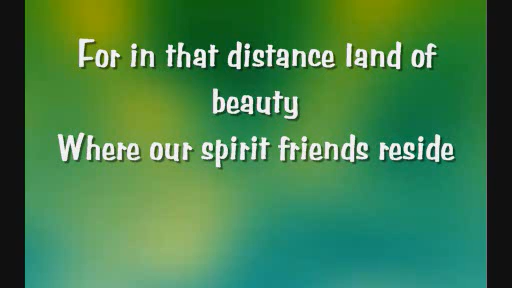 For in that distance land of
beauty
Where our spirit friends reside